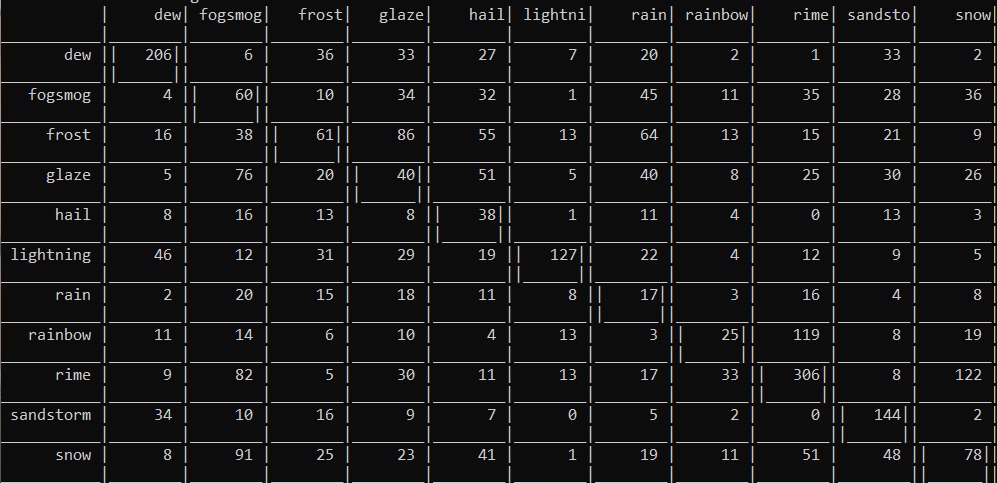 | dew| fogsmog| frost| glaze| hail| lightni| rain| rainbow| rime| sandsto| snow|
dew || 206|| 6 | 36 | 33 | 27 | 7 | 20 | 2 | 1 | 33 | 2 |
fogsmog | 4 || 60|| 10 | 34 | 32 | 1 | 45 | 11 | 35 | 28 | 36 |
frost | 16 | 38 || 61|| 86 | 55 | 13 | 64 | 13 | 15 | 21 | 9 |
glaze | 5 | 76 | 20 || 40|| 51 | 5 | 40 | 8 | 25 | 30 | 26 |
hail | 8 | 16 | 13 | 8 || 38|| 1 | 11 | 4 | 0 | 13 | 3 |
lightning | 46 | 12 | 31 | 29 | 19 || 127|| 22 | 4 | 12 | 9 | 5 |
rain | 2 | 20 | 15 | 18 | 11 | 8 || 17|| 3 | 16 | 4 | 8 |
rainbow | 11 | 14 | 6 | 10 | 4 | 13 | 3 || 25|| 119 | 8 | 19 |
rime | 9 | 82 | 5 | 30 | 11 | 13 | 17 | 33 || 306|| 8 | 122 |
sandstorm | 34 | 10 | 16 | 9 | 7 | 0 | 5 | 2 | 0 || 144|| 2 |
snow | 8 | 91 | 25 | 23 | 41 | 1 | 19 | 11 | 51 | 48 || 78||